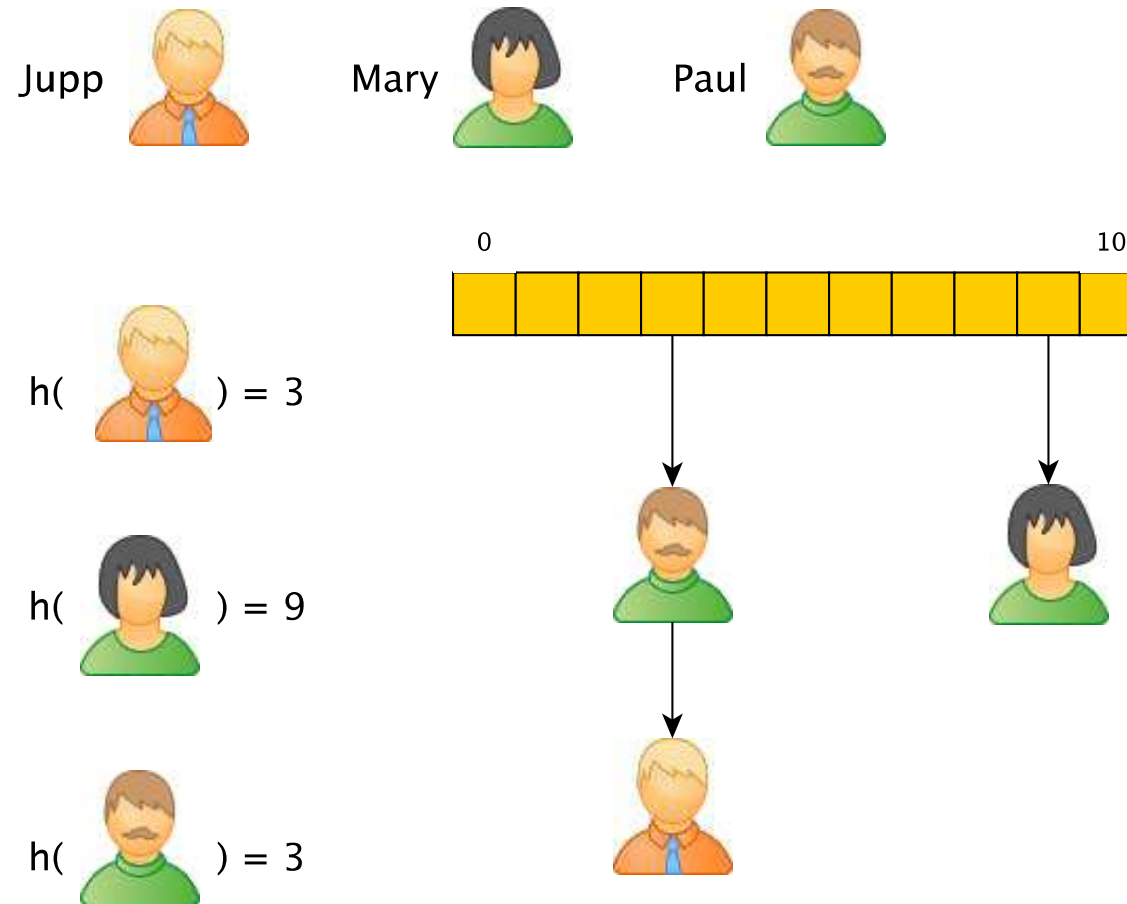 Jupp Mary Paul
0 10
h( ) = 3
h( ) = 9
h( ) = 3